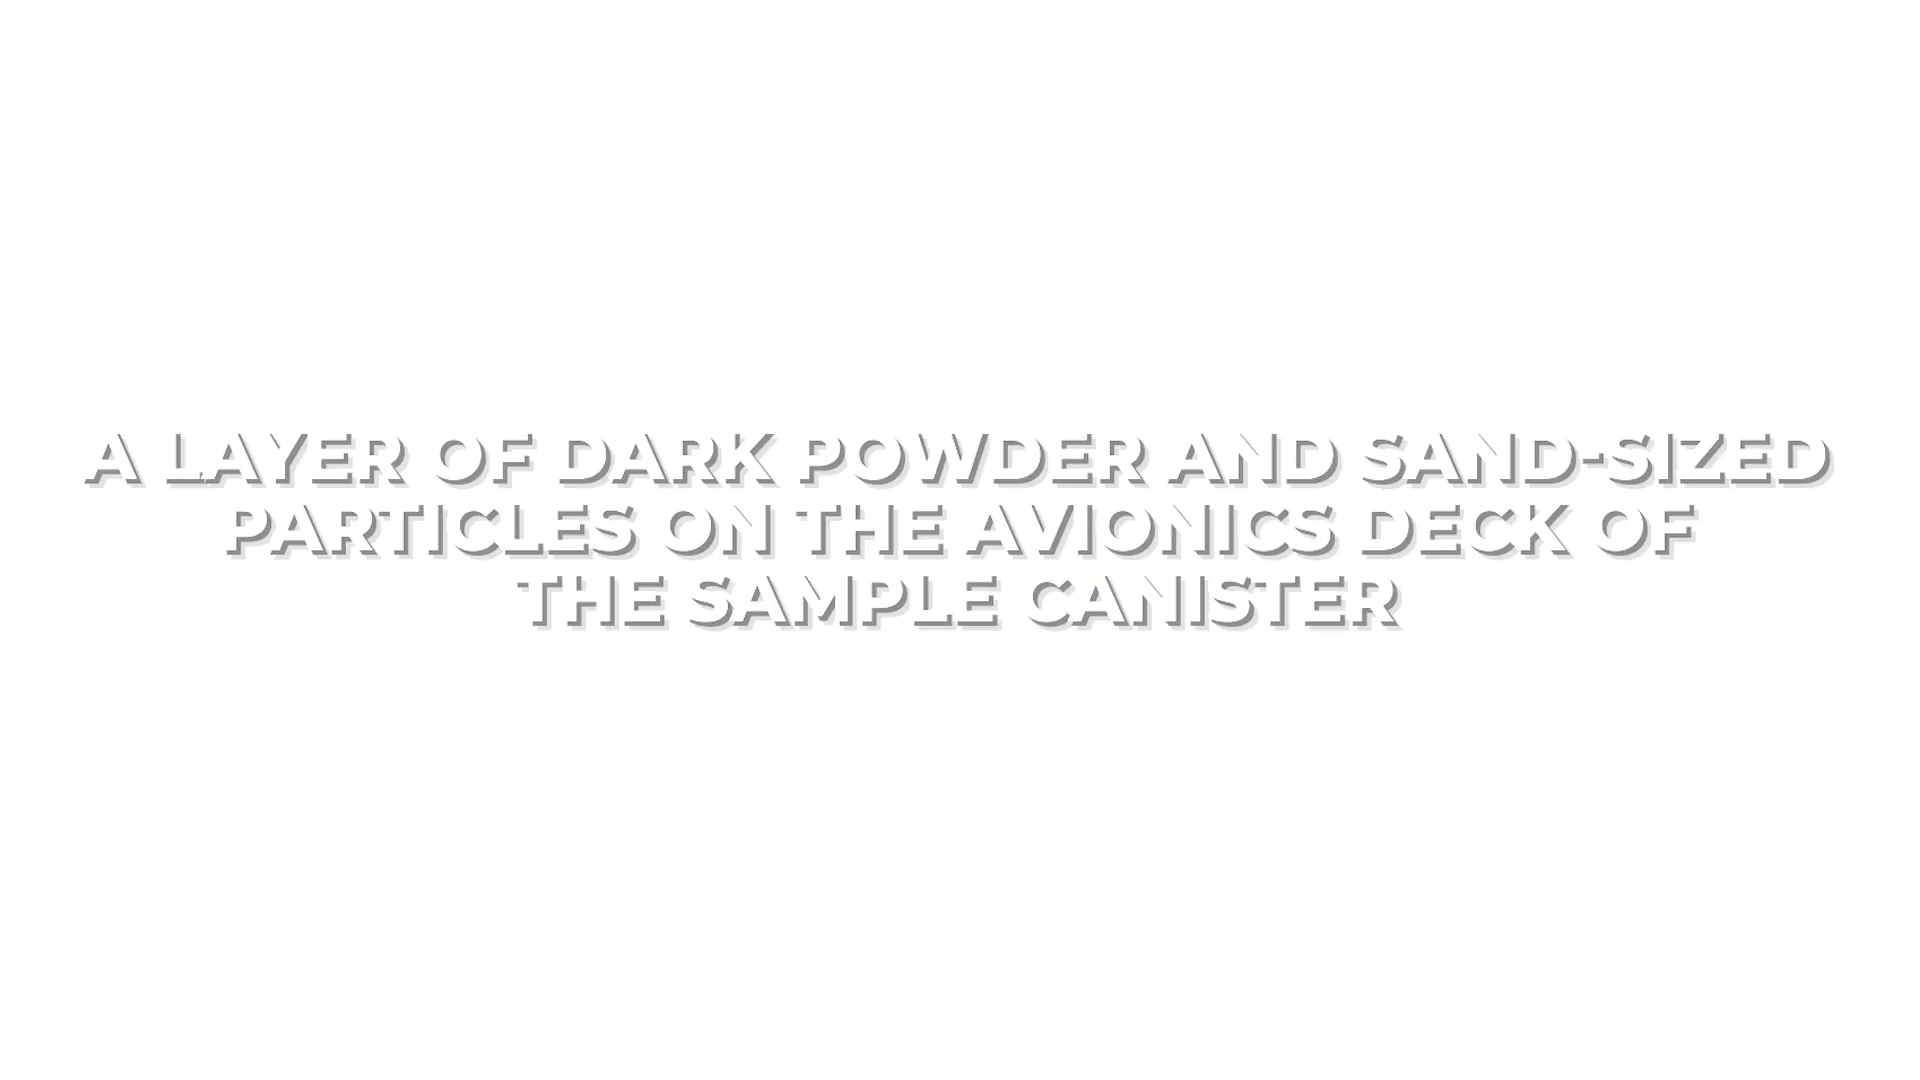 A LAYER OF DARK POWDER AND SAND-SIZED
PARTICLES ON THE AVIONICS DECK OF
THE SAMPLE CANISTER